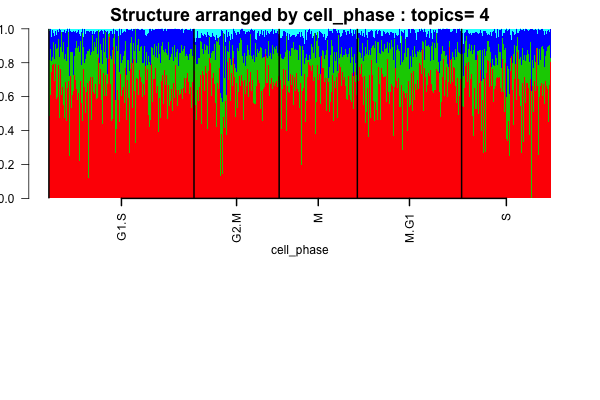 Structure arranged by cell_phase : topics= 4
1.0
0.8
0.6
0.4
0.2
0.0
G1.S
G2.M
M
M.G1
S
cell_phase